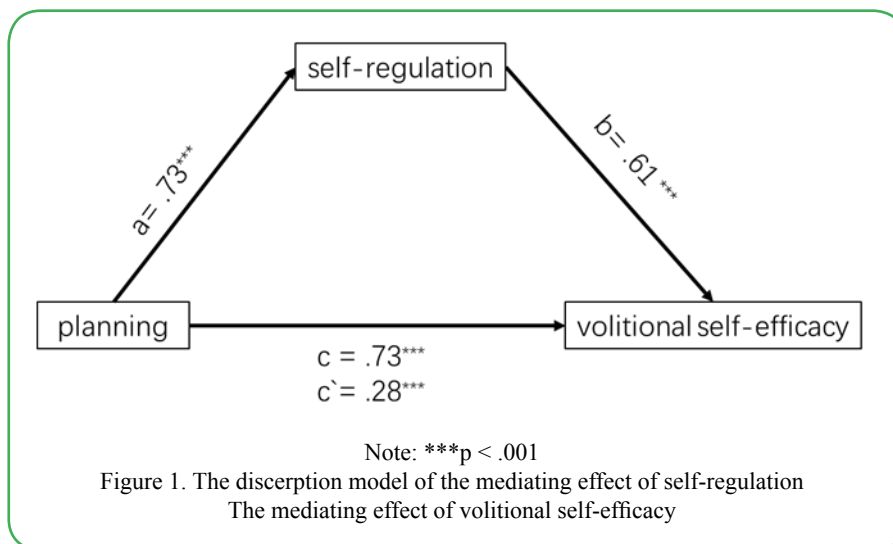 self-regulation
a= .73***
b= .61 ***
planning
volitional self-efficacy
c = .73***
c`= .28***
Note: ***p < .001
Figure 1. The discerption model of the mediating effect of self-regulation
The mediating effect of volitional self-efficacy